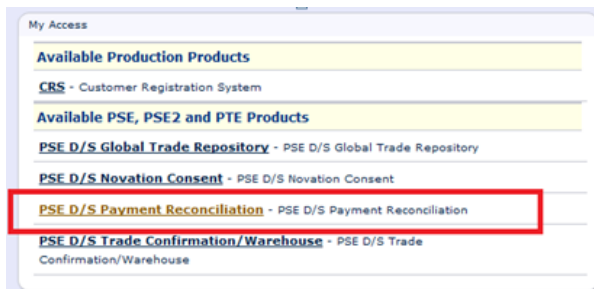 My Access
Available Production Products
CRS - Customer Registration System
Available PSE, PSE2 and PTE Products
PSE D/S Global Trade Repository - PSE D/S Global Trade Repository
PSE D/S Novation Consent - PSE D/S Novation Consent
PSE D/S Payment Reconciliation - PSE D/S Payment Reconciliation
PSE D/S Trade Confirmation/Warehouse - PSE D/S Trade
Confirmation/Warehouse